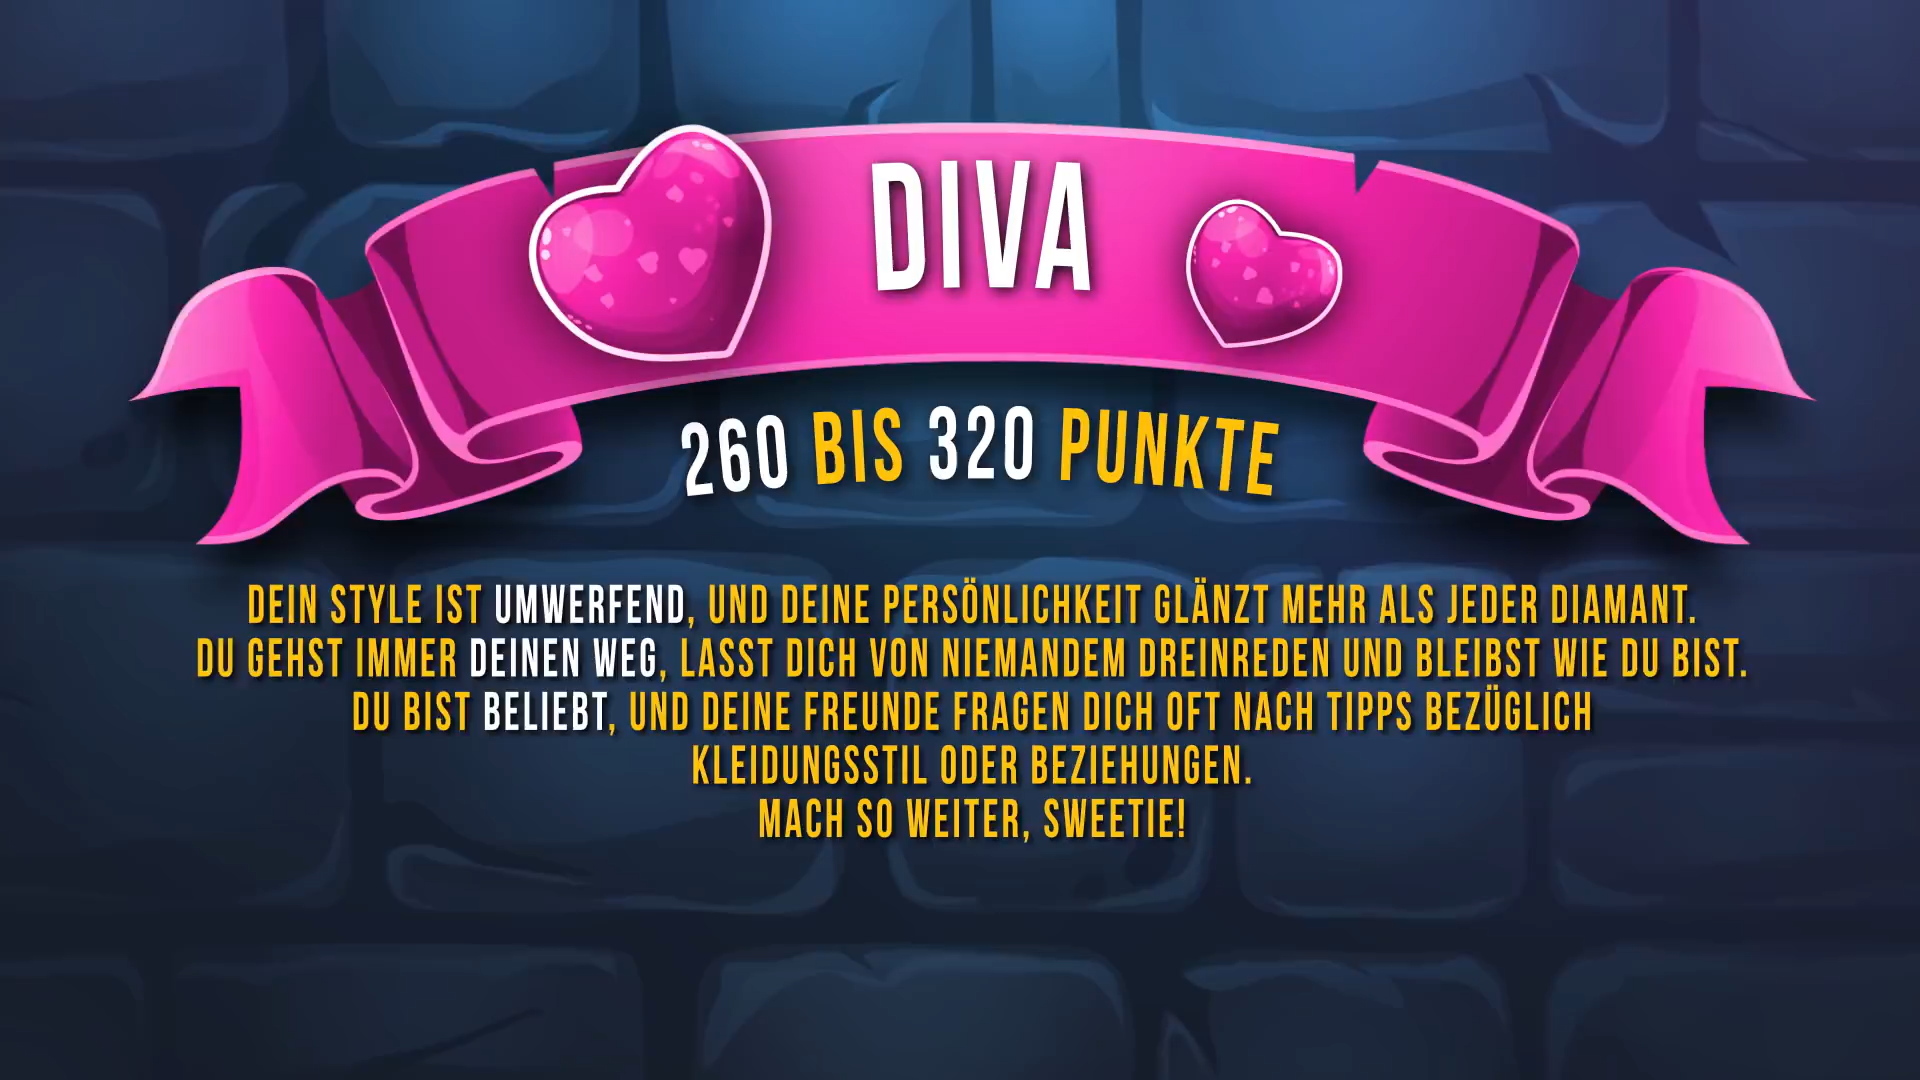 DIVA
260 BIS 320 PUNKTE
DEIN STYLE IST UMWERFEND, UND DEINE PERSÖNLICHKEIT GLÄNZT MEHR ALS JEDER DIAMANT.
DU GEHST IMMER DEINEN WEG, LASST DICH VON NIEMANDEM DREINREDEN UND BLEIBST WIE DU BIST.
DU BIST BELIEBT, UND DEINE FREUNDE FRAGEN DICH OFT NACH TIPPS BEZÜGLICH
KLEIDUNGSSTIL ODER BEZIEHUNGEN.
MACH SO WEITER, SWEETIE!